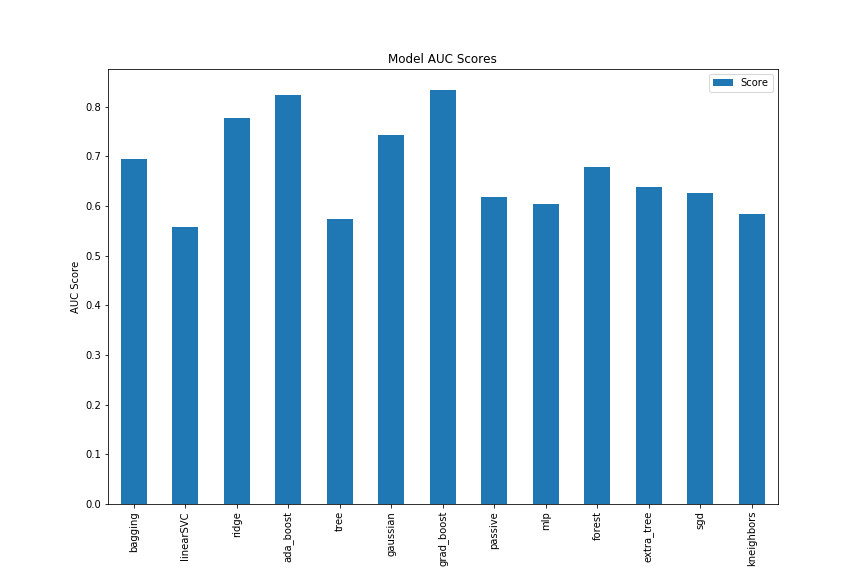 Model AUC Scores
Score
AUC Score
0.8
0.7
0.6
0.5
0.4
0.3
0.2
0.1
0.0
bagging
linearSVC
ridge
ada_boost
tree
gaussian
grad_boost
passive
mlp
forest
extra_tree
sgd
kneighbors